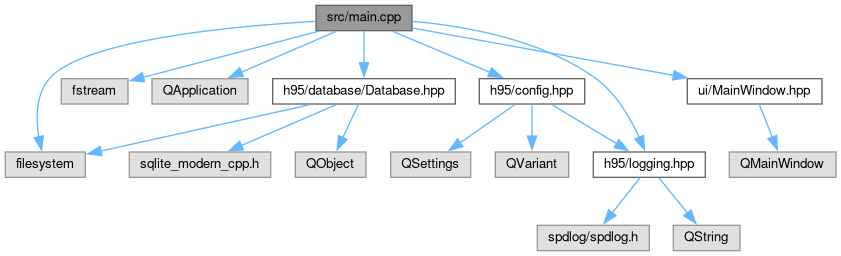 src/main.cpp
fstream
QApplication
h95/database/Database.hpp
h95/config.hpp
ui/MainWindow.hpp
filesystem
sqlite_modern_cpp.h
QObject
QSettings
QVariant
h95/logging.hpp
QMainWindow
spdlog/spdlog.h
QString